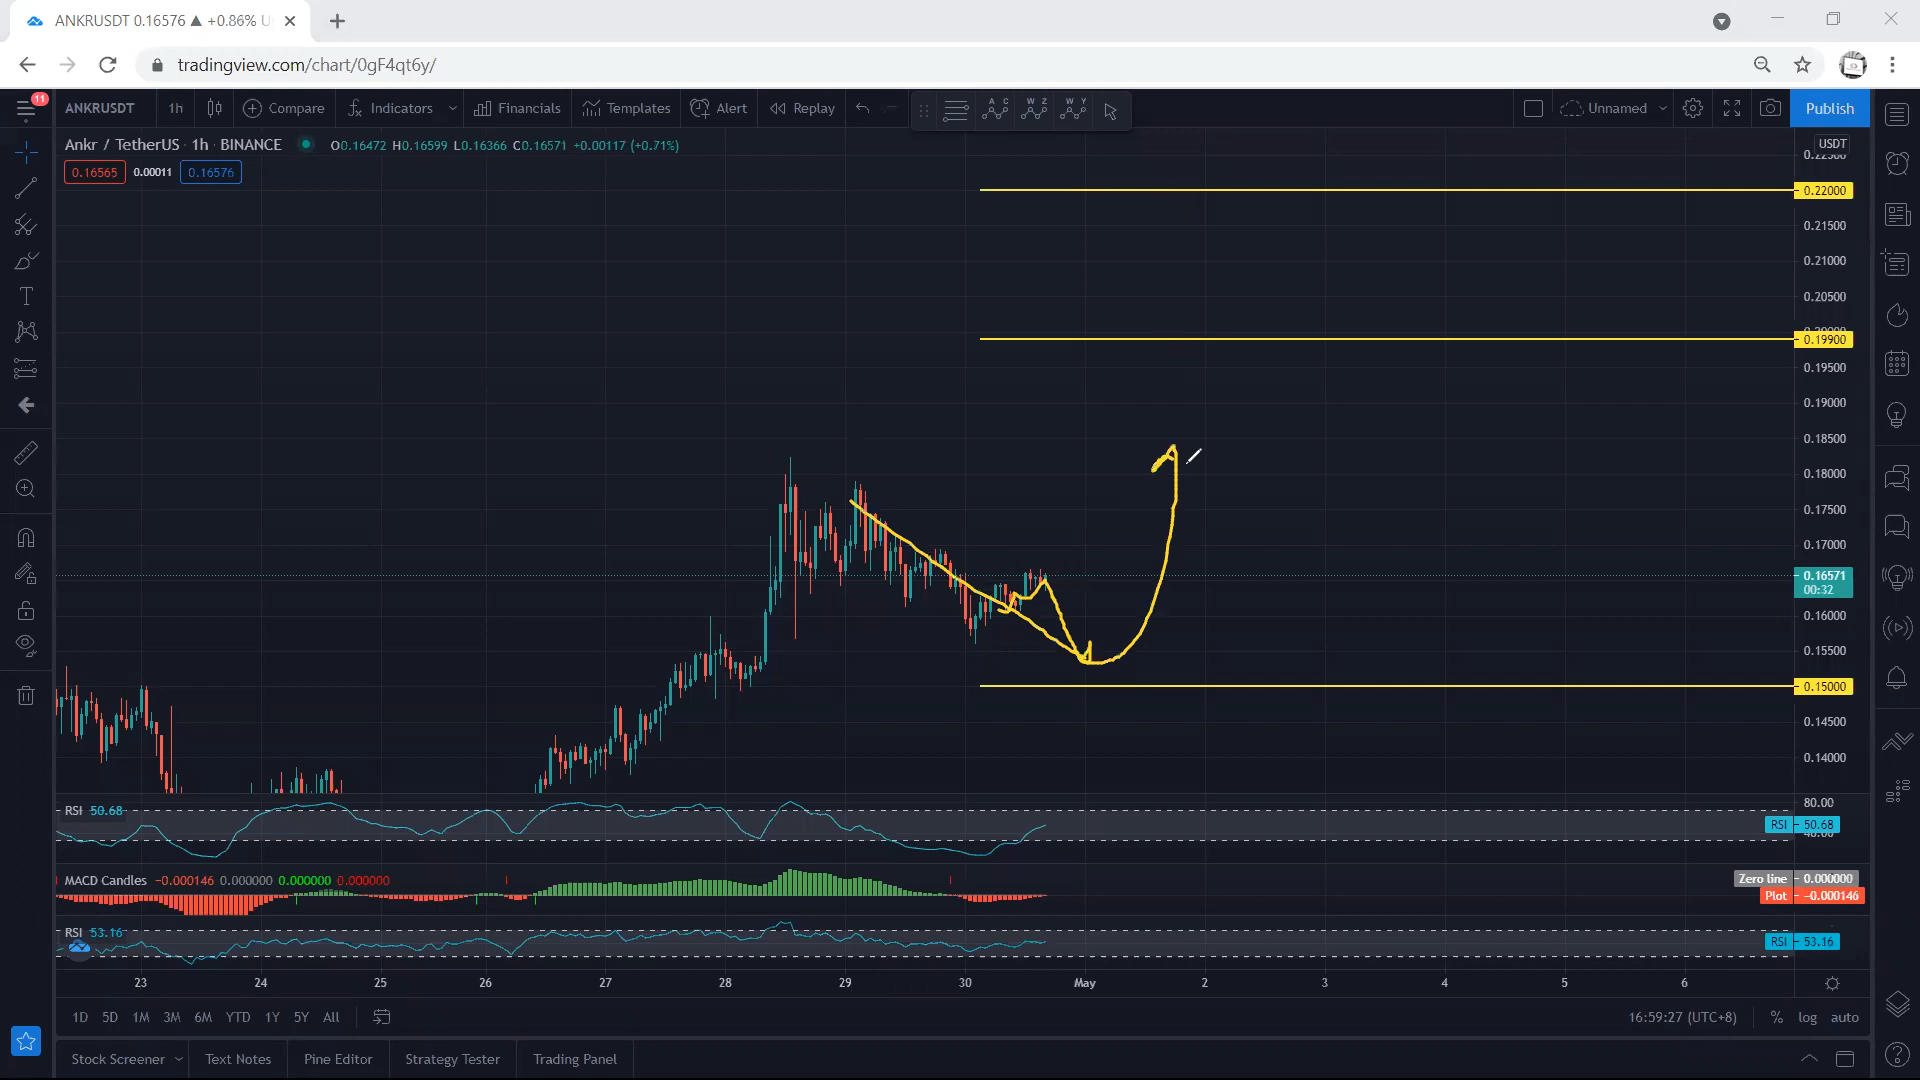 ANKRUSDT 0.16576 ▲ +0.86% U
tradingview.com/chart/0gF4qt6y/
11
ANKRUSDT 1h Compare Indicators Financials Templates Alert Replay Unnamed Publish
A C W Z W Y
Ankr / TetherUS · 1h · BINANCE O0.16472 H0.16599 L0.16366 C0.16571 +0.00117 (+0.71%)
0.16565 0.00011 0.16576
USDT
0.22500
0.22000
0.21500
0.21000
0.20500
0.20000
0.19900
0.19500
0.19000
0.18500
0.18000
0.17500
0.17000
0.16571
00:32
0.16000
0.15500
0.15000
0.14500
0.14000
80.00
RSI 50.68
RSI 50.68
40.00
MACD Candles −0.000146 0.000000 0.000000 0.000000
Zero line 0.000000
Plot −0.000146
RSI 53.16
RSI 53.16
23 24 25 26 27 28 29 30 May 2 3 4 5 6
1D 5D 1M 3M 6M YTD 1Y 5Y All 16:59:27 (UTC+8) % log auto
Stock Screener Text Notes Pine Editor Strategy Tester Trading Panel